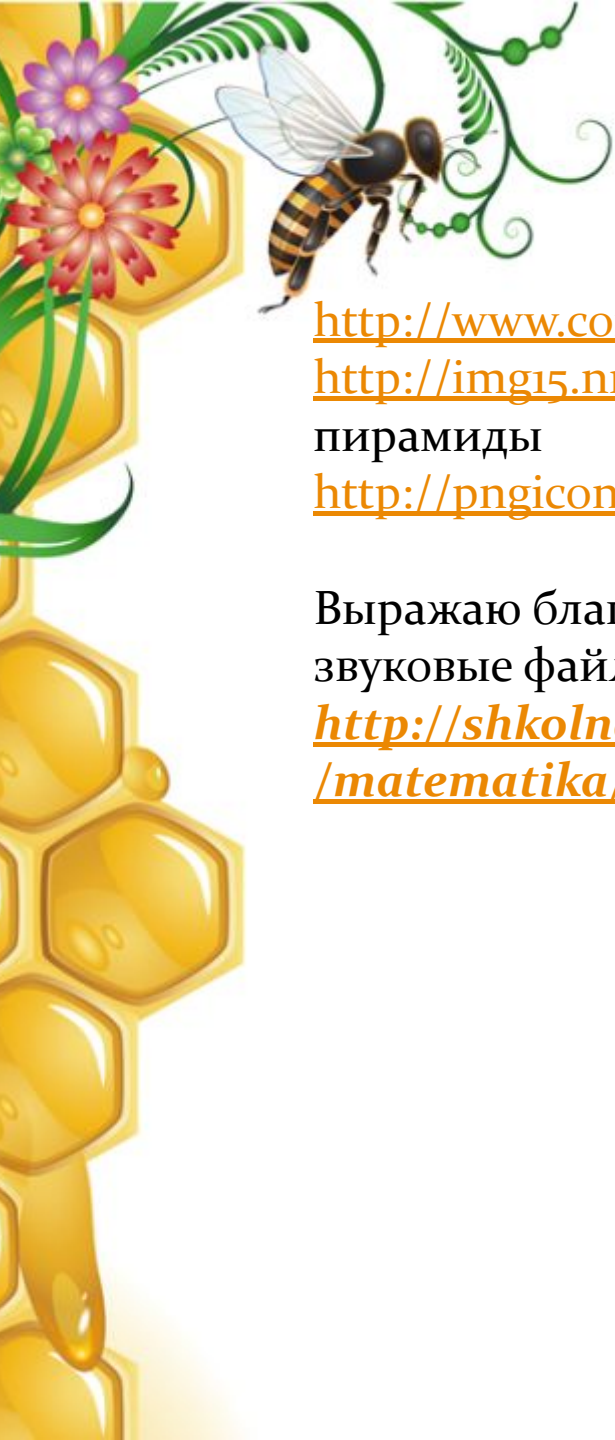 http://www.co
http://img15.n
пирамиды
http://pngicon
Выражаю бла
звуковые фай
http://shkoln
/matematika/